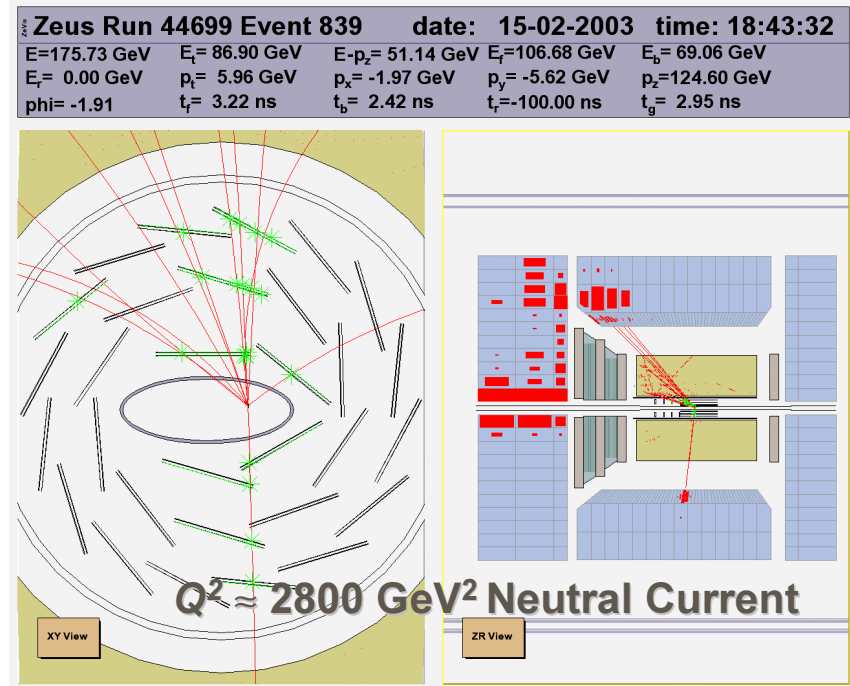 ZeVis
Zeus Run 44699 Event 839 date: 15-02-2003 time: 18:43:32
E=175.73 GeV Et= 86.90 GeV E-pz= 51.14 GeV Ef=106.68 GeV Eb= 69.06 GeV
Er= 0.00 GeV pt= 5.96 GeV px= -1.97 GeV py= -5.62 GeV pz=124.60 GeV
phi= -1.91 tf= 3.22 ns tb= 2.42 ns tr=-100.00 ns tg= 2.95 ns
Q² ≈ 2800 GeV² Neutral Current
XY View
ZR View